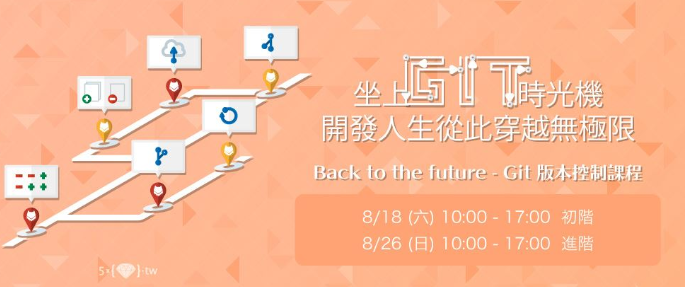 坐上GIT時光機
開發人生從此穿越無極限
Back to the future - Git 版本控制課程
8/18 (六) 10:00 - 17:00 初階
8/26 (日) 10:00 - 17:00 進階
5×{}·tw